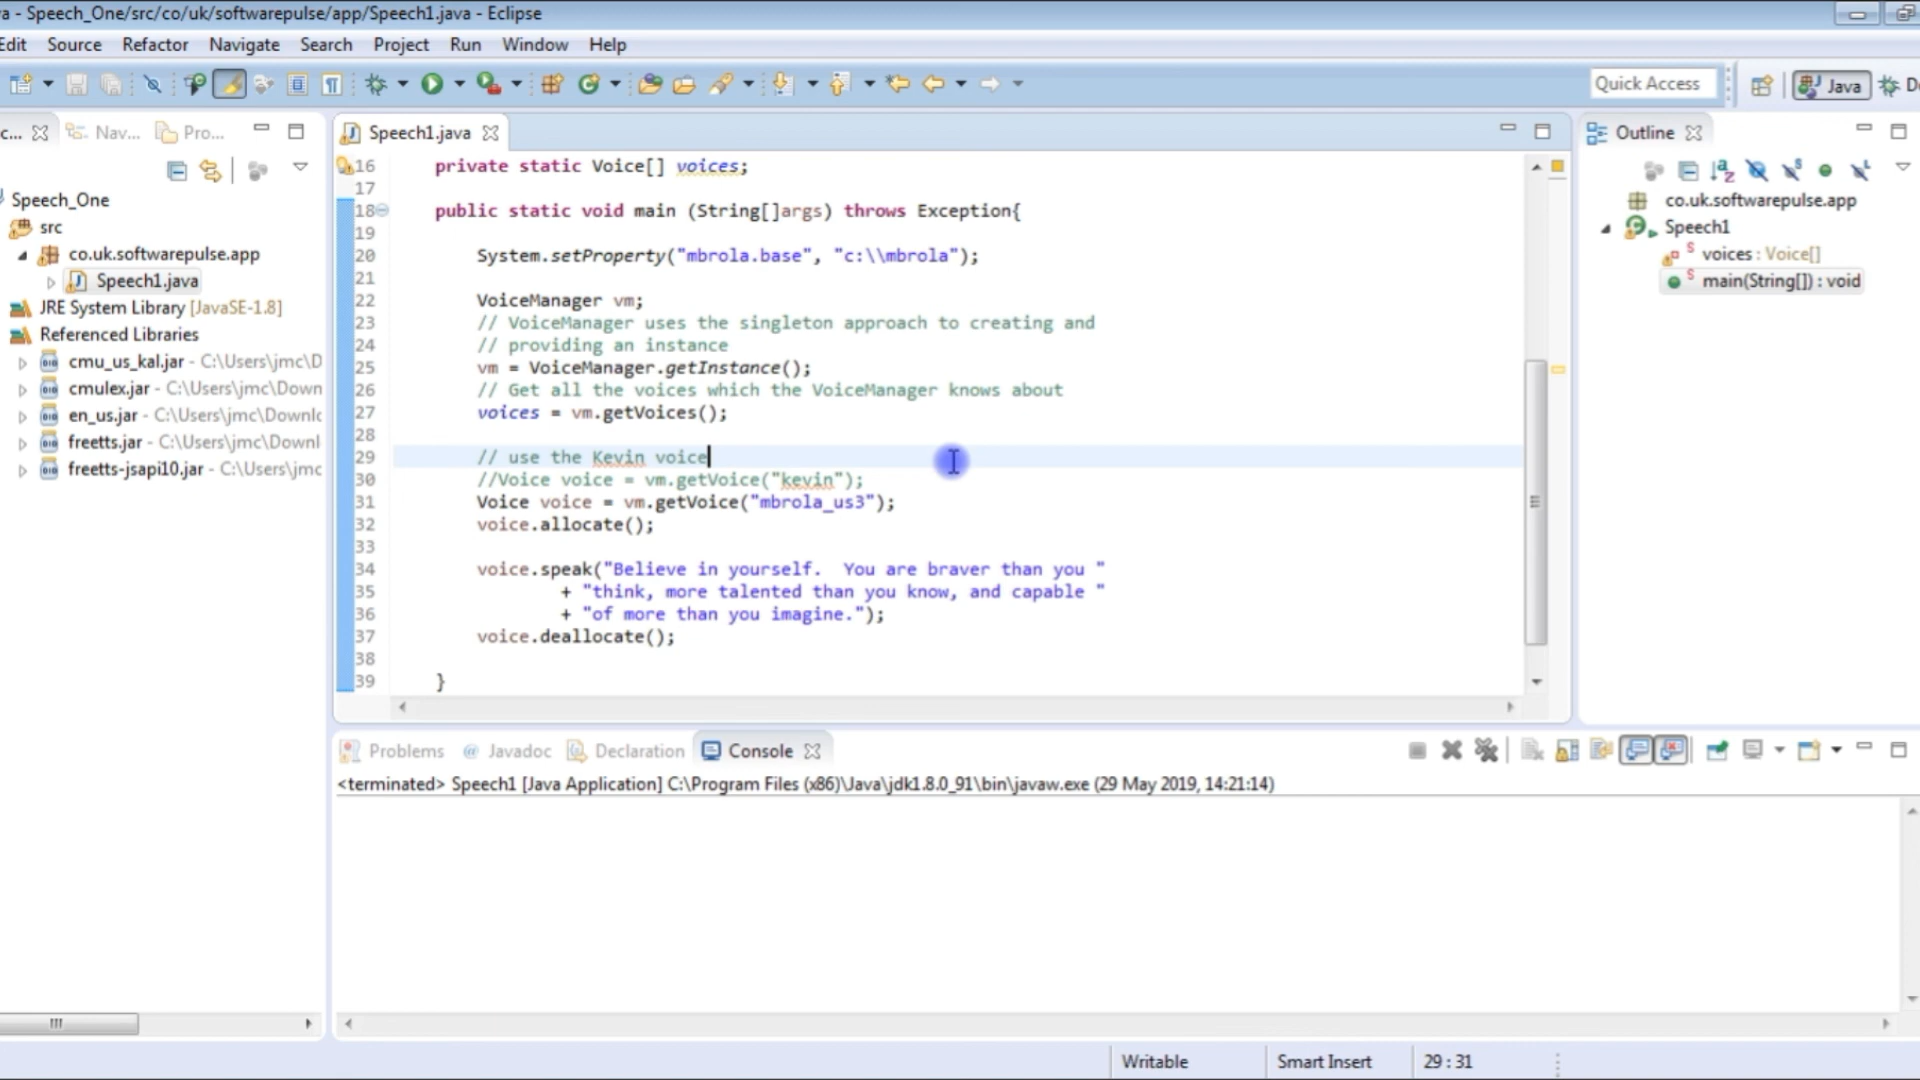 a - Speech_One/src/co/uk/softwarepulse/app/Speech1.java - Eclipse
Edit Source Refactor Navigate Search Project Run Window Help
Quick Access Java
Nav... Pro...
Speech_One
src
co.uk.softwarepulse.app
Speech1.java
JRE System Library [JavaSE-1.8]
Referenced Libraries
cmu_us_kal.jar - C:\Users\jmc\D
cmulex.jar - C:\Users\jmc\Down
en_us.jar - C:\Users\jmc\Downlo
freetts.jar - C:\Users\jmc\Downl
freetts-jsapi10.jar - C:\Users\jmc
Speech1.java
16 private static Voice[] voices;
17
18 public static void main (String[]args) throws Exception{
19
20 System.setProperty("mbrola.base", "c:\\mbrola");
21
22 VoiceManager vm;
23 // VoiceManager uses the singleton approach to creating and
24 // providing an instance
25 vm = VoiceManager.getInstance();
26 // Get all the voices which the VoiceManager knows about
27 voices = vm.getVoices();
28
29 // use the Kevin voice
30 //Voice voice = vm.getVoice("kevin");
31 Voice voice = vm.getVoice("mbrola_us3");
32 voice.allocate();
33
34 voice.speak("Believe in yourself.  You are braver than you "
35 + "think, more talented than you know, and capable "
36 + "of more than you imagine.");
37 voice.deallocate();
38
39 }
Outline
co.uk.softwarepulse.app
Speech1
voices : Voice[]
main(String[]) : void
Problems @ Javadoc Declaration Console
<terminated> Speech1 [Java Application] C:\Program Files (x86)\Java\jdk1.8.0_91\bin\javaw.exe (29 May 2019, 14:21:14)
Writable Smart Insert 29 : 31